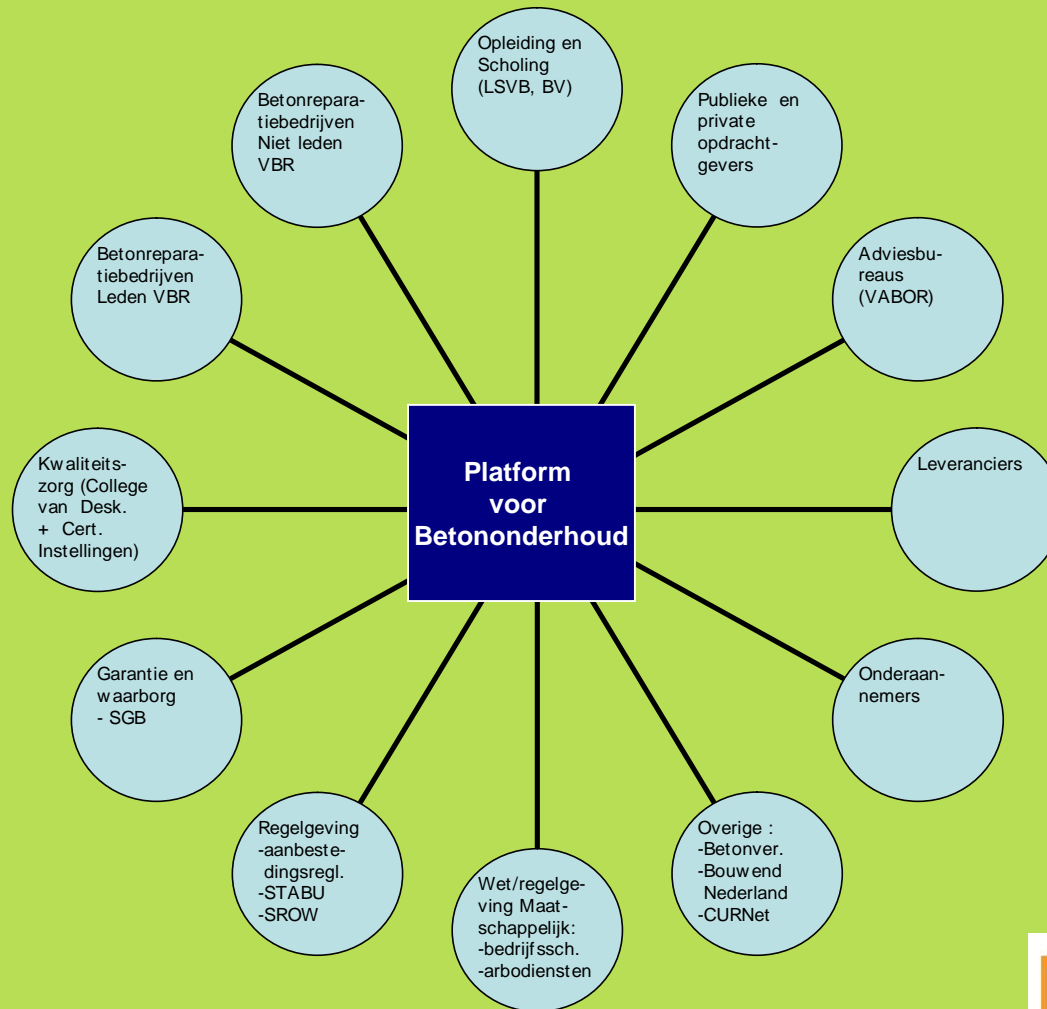 Opleiding en
Scholing
(LSVB, BV)
Publieke en
private
opdracht-
gevers
Adviesbu-
reaus
(VABOR)
Leveranciers
Onderaan-
nemers
Overige :
-Betonver.
-Bouwend
Nederland
-CURNet
Wet/regelge-
ving Maat-
schappelijk:
-bedrijfssch.
-arbodiensten
Regelgeving
-aanbeste-
dingsregl.
-STABU
-SROW
Garantie en
waarborg
- SGB
Kwaliteits-
zorg (College
van Desk.
+ Cert.
Instellingen)
Betonrepara-
tiebedrijven
Leden VBR
Betonrepara-
tiebedrijven
Niet leden
VBR
Platform
voor
Betononderhoud